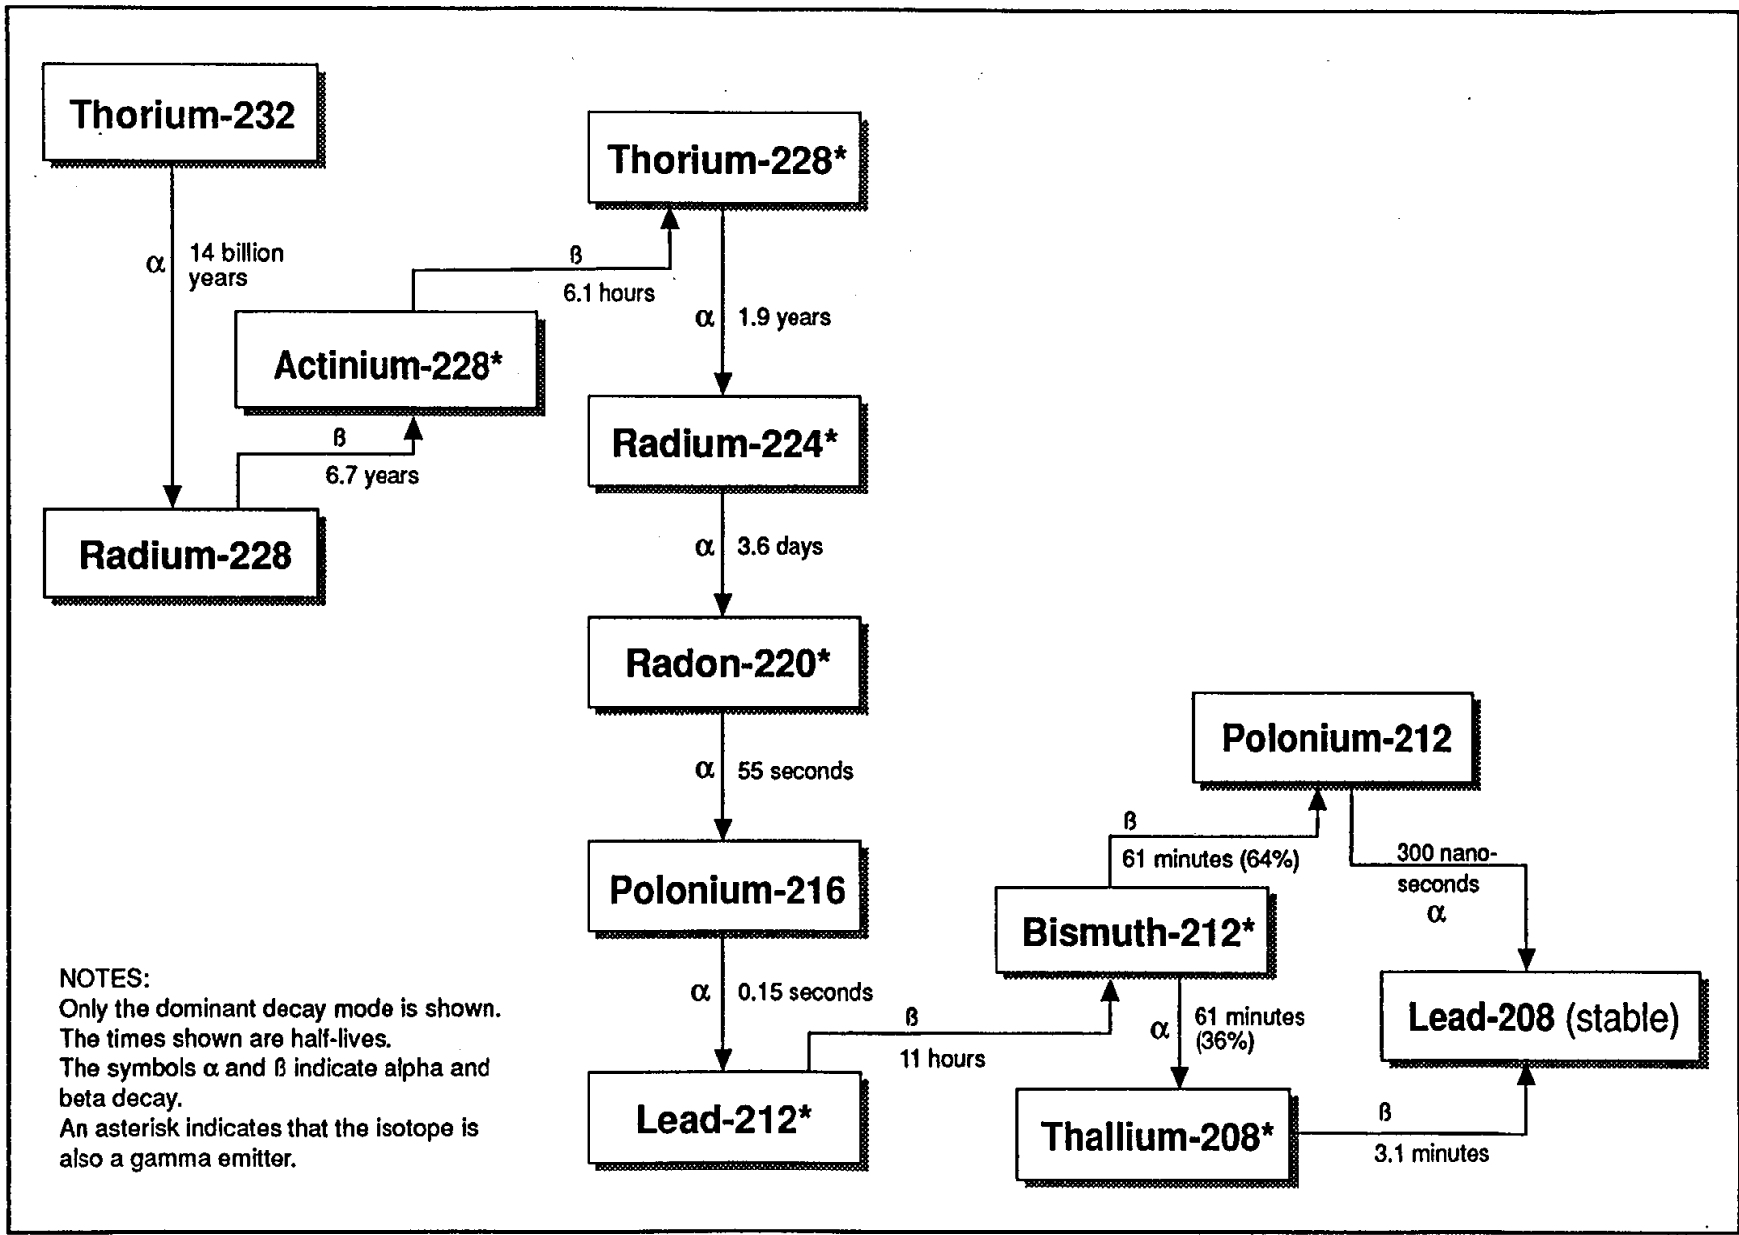 Thorium-232
Thorium-228*
α
14 billion
years
ß
6.1 hours
α
1.9 years
Actinium-228*
ß
6.7 years
Radium-224*
Radium-228
α
3.6 days
Radon-220*
α
55 seconds
Polonium-212
ß
61 minutes (64%)
300 nano-
seconds
α
Polonium-216
Bismuth-212*
α
0.15 seconds
ß
11 hours
α
61 minutes
(36%)
Lead-208 (stable)
Lead-212*
Thallium-208*
ß
3.1 minutes
NOTES:
Only the dominant decay mode is shown.
The times shown are half-lives.
The symbols α and ß indicate alpha and
beta decay.
An asterisk indicates that the isotope is
also a gamma emitter.